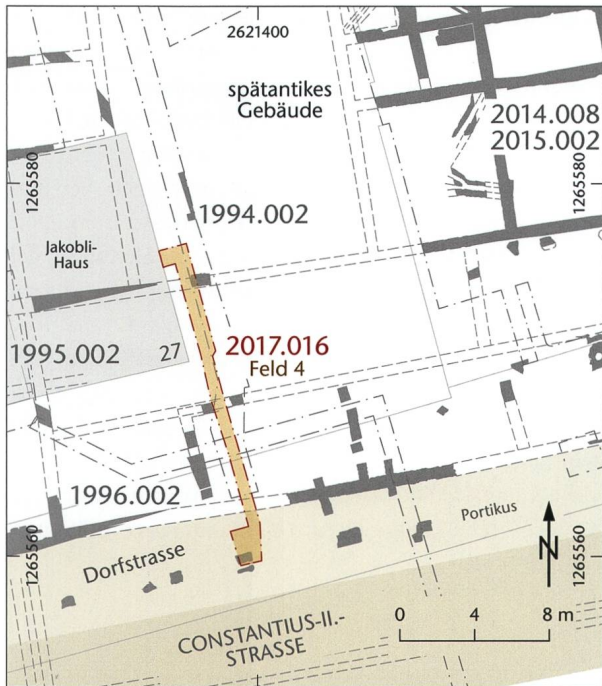 2621400
spätantikes
Gebäude
2014.008
2015.002
1265580
1265580
1994.002
Jakobli-
Haus
2017.016
Feld 4
1995.002
27
1996.002
Portikus
Dorfstrasse
1265560
1265560
N
0 4 8 m
CONSTANTIUS-II.-
STRASSE